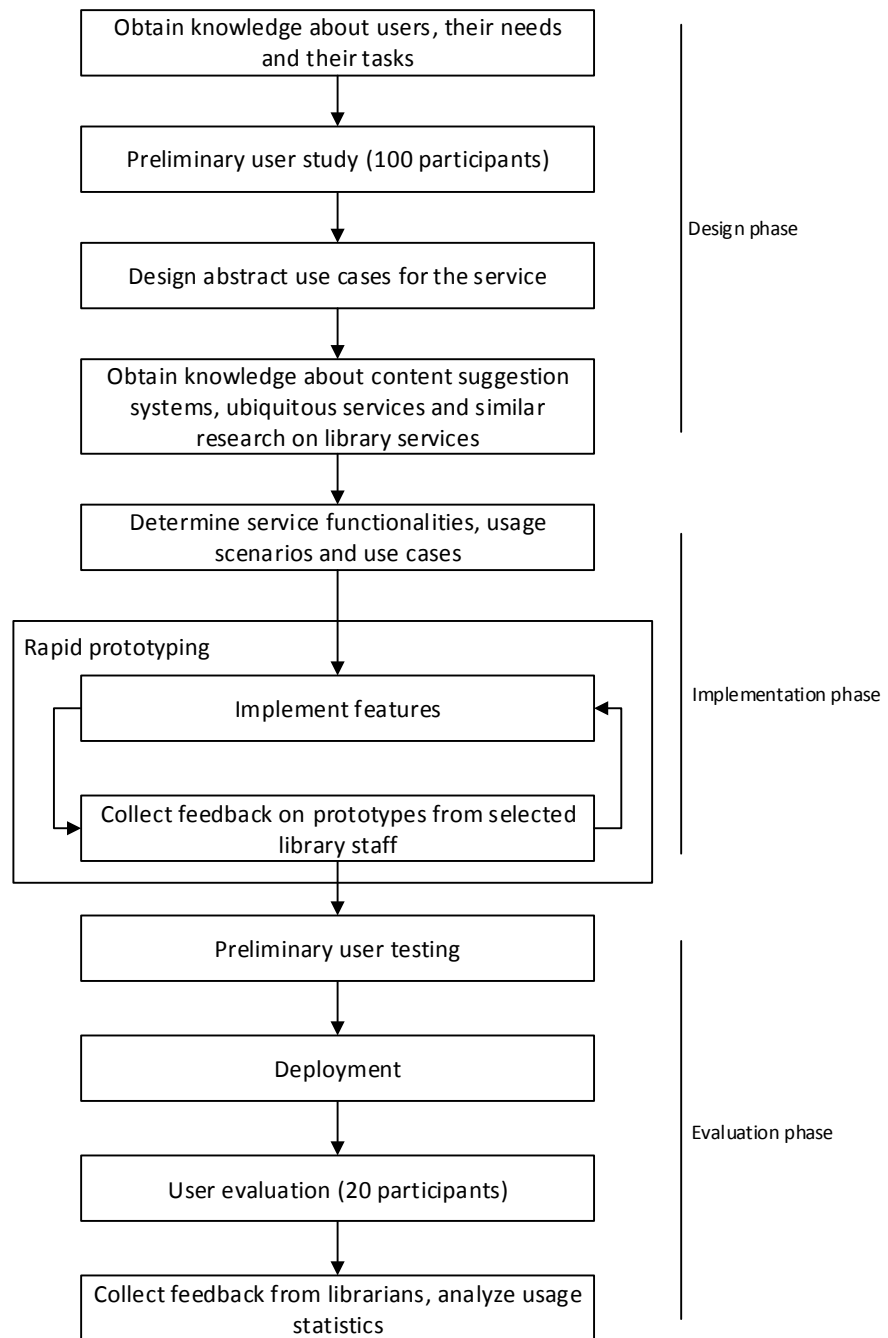 Obtain knowledge about users, their needs
and their tasks
Preliminary user study (100 participants)
Design phase
Design abstract use cases for the service
Obtain knowledge about content suggestion
systems, ubiquitous services and similar
research on library services
Determine service functionalities, usage
scenarios and use cases
Rapid prototyping
Implement features
Implementation phase
Collect feedback on prototypes from selected
library staff
Preliminary user testing
Deployment
Evaluation phase
User evaluation (20 participants)
Collect feedback from librarians, analyze usage
statistics